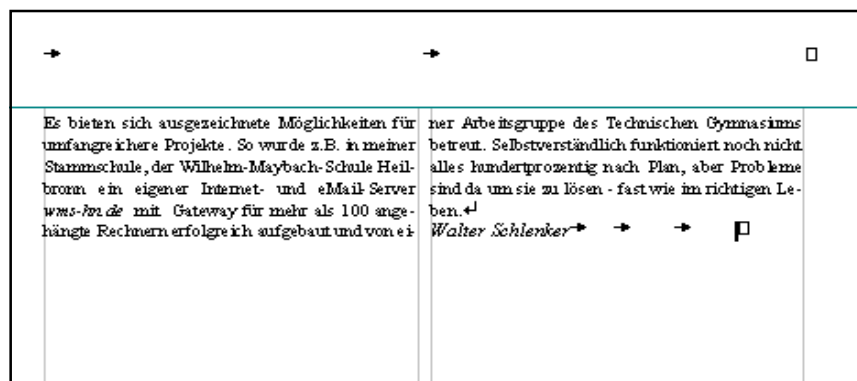 Es bieten sich ausgezeichnete Möglichkeiten für
umfangreichere Projekte. So wurde z.B. in meiner
Stammschule, der Wilhelm-Maybach-Schule Heil-
bronn ein eigener Internet- und eMail-Server
wms-hn.de mit Gateway für mehr als 100 ange-
hängte Rechnern erfolgreich aufgebaut und von ei-
ner Arbeitsgruppe des Technischen Gymnasiums
betreut. Selbstverständlich funktioniert noch nicht
alles hundertprozentig nach Plan, aber Probleme
sind da um sie zu lösen - fast wie im richtigen Le-
ben.
Walter Schlenker